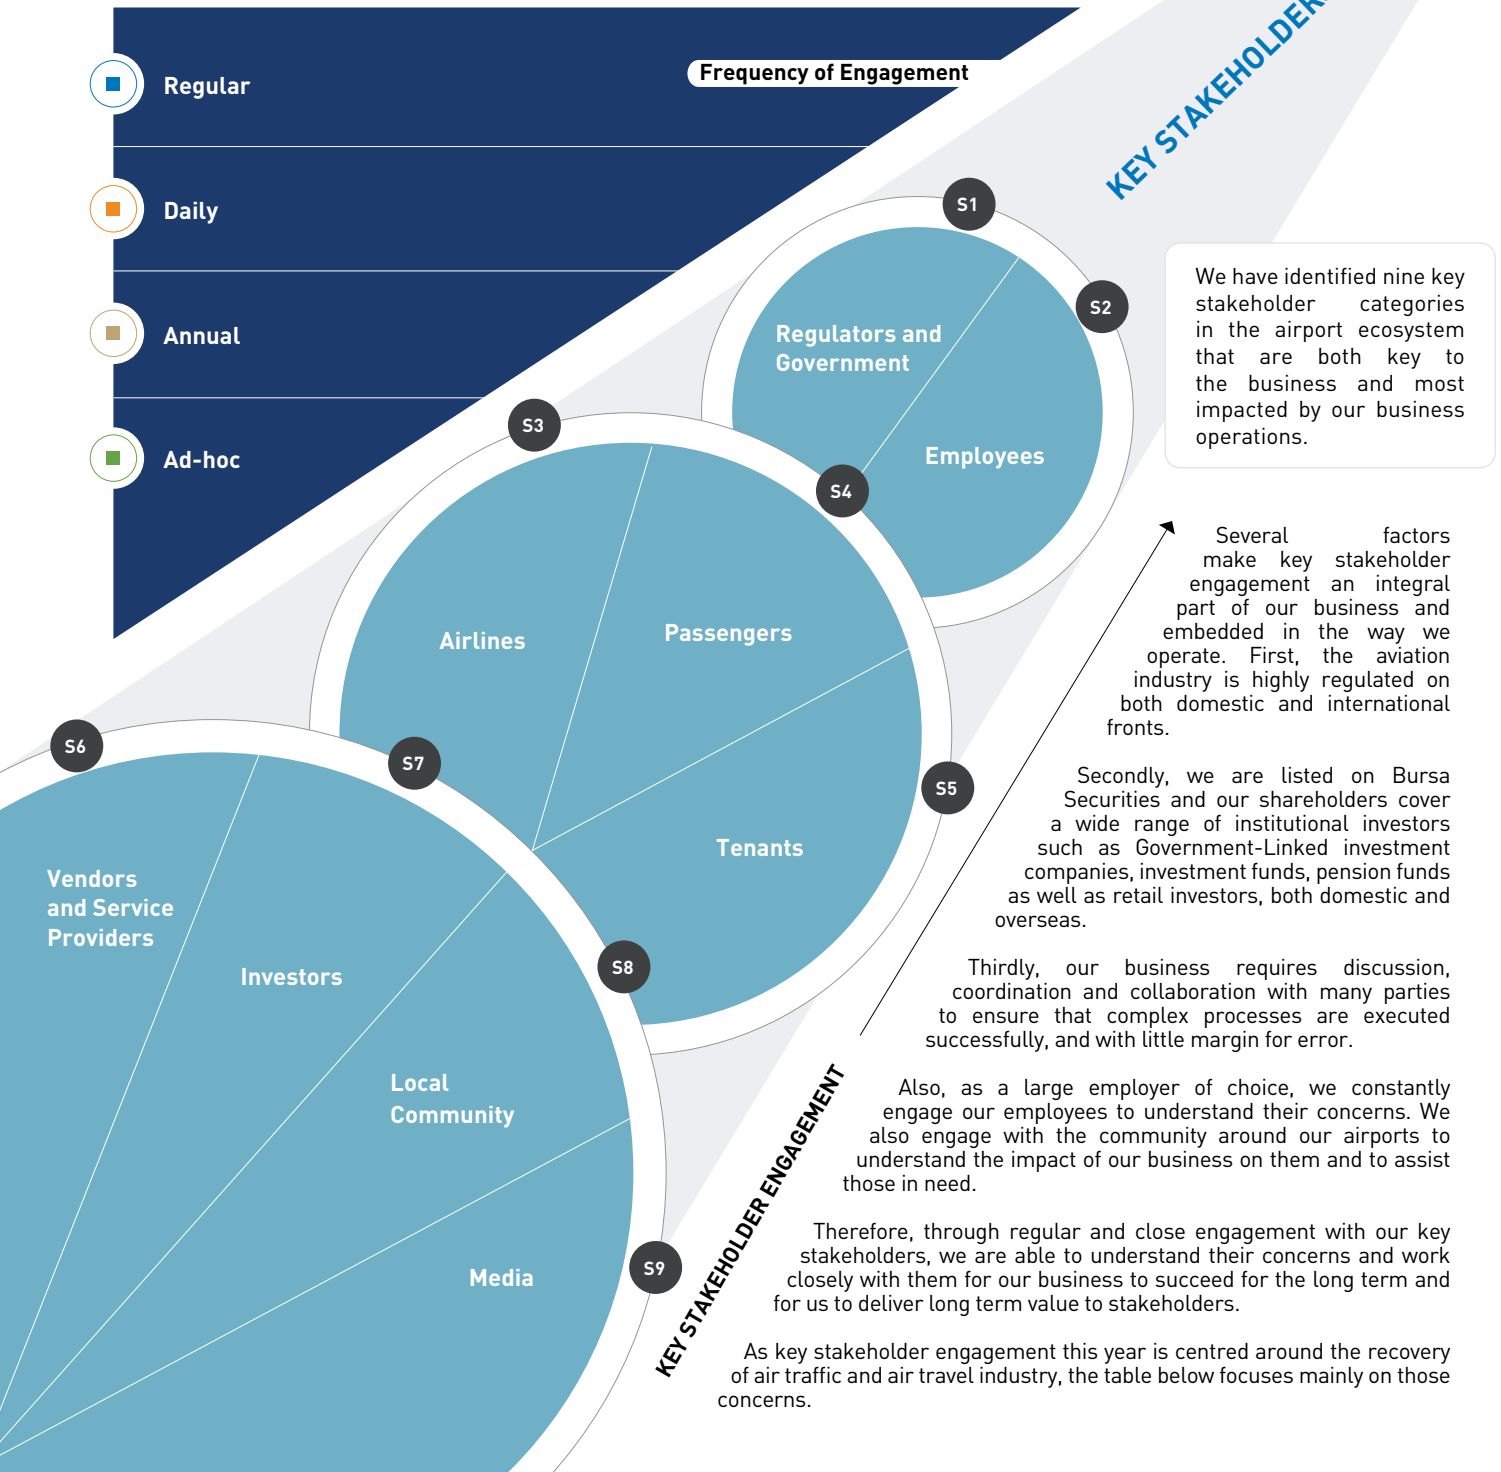 KEY STAKEHOLDER
Frequency of Engagement
Regular
Daily
Annual
Ad-hoc
S1
S2
Regulators and
Government
Employees
S3
S4
Airlines
Passengers
S5
Tenants
S6
S7
Vendors
and Service
Providers
Investors
S8
Local
Community
S9
Media
We have identified nine key
stakeholder categories
in the airport ecosystem
that are both key to
the business and most
impacted by our business
operations.
KEY STAKEHOLDER ENGAGEMENT
Several factors
make key stakeholder
engagement an integral
part of our business and
embedded in the way we
operate. First, the aviation
industry is highly regulated on
both domestic and international
fronts.
Secondly, we are listed on Bursa
Securities and our shareholders cover
a wide range of institutional investors
such as Government-Linked investment
companies, investment funds, pension funds
as well as retail investors, both domestic and
overseas.
Thirdly, our business requires discussion,
coordination and collaboration with many parties
to ensure that complex processes are executed
successfully, and with little margin for error.
Also, as a large employer of choice, we constantly
engage our employees to understand their concerns. We
also engage with the community around our airports to
understand the impact of our business on them and to assist
those in need.
Therefore, through regular and close engagement with our key
stakeholders, we are able to understand their concerns and work
closely with them for our business to succeed for the long term and
for us to deliver long term value to stakeholders.
As key stakeholder engagement this year is centred around the recovery
of air traffic and air travel industry, the table below focuses mainly on those
concerns.